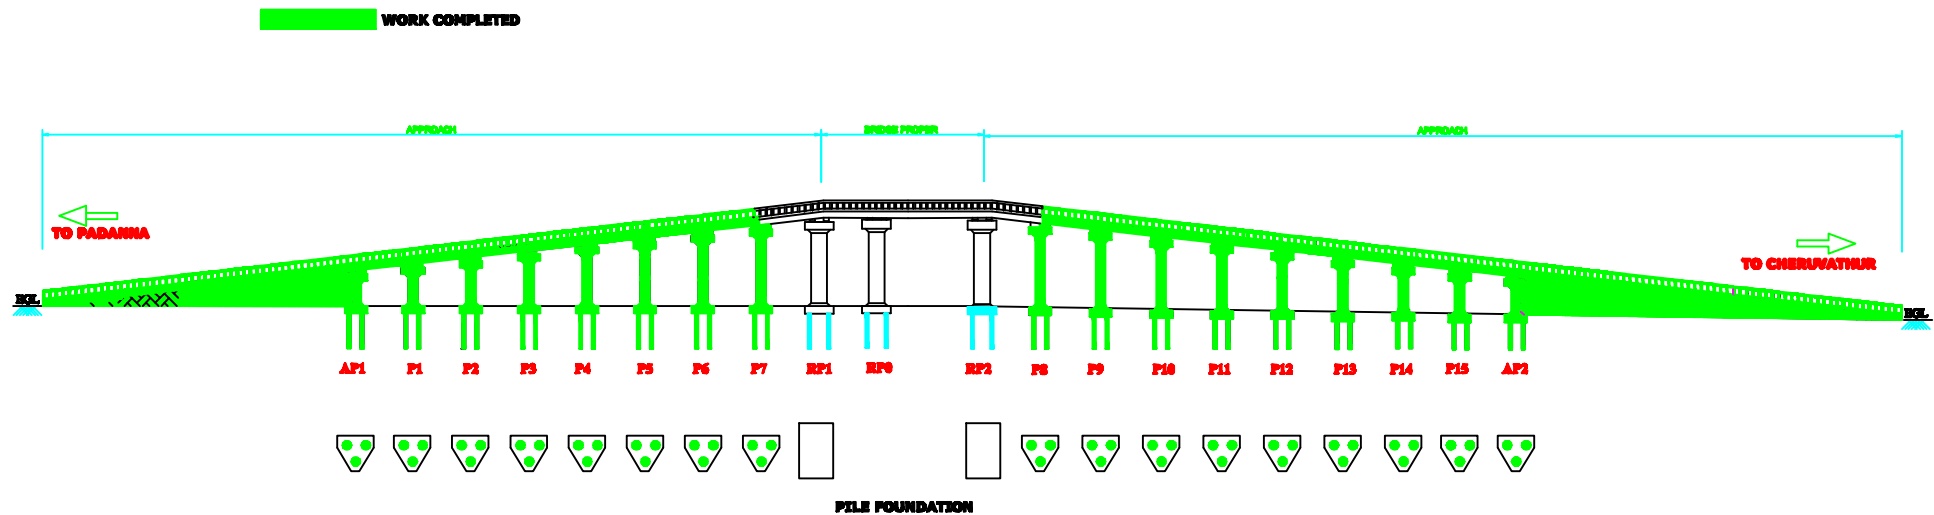 WORK COMPLETED
APPROACH BRIDGE PROPER APPROACH
TO PADANNA
TO CHERUVATHUR
EGL
EGL
AP1 P1 P2 P3 P4 P5 P6 P7 RP1 RP0 RP2 P8 P9 P10 P11 P12 P13 P14 P15 AP2
PILE FOUNDATION